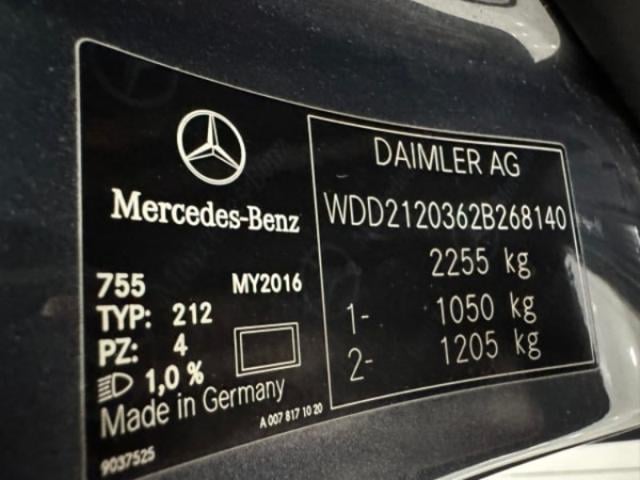 Mercedes-Benz
755 MY2016
TYP: 212
PZ: 4
1,0 %
Made in Germany
A 007 817 10 20
9037525
DAIMLER AG
WDD2120362B268140
2255 kg
1- 1050 kg
2- 1205 kg